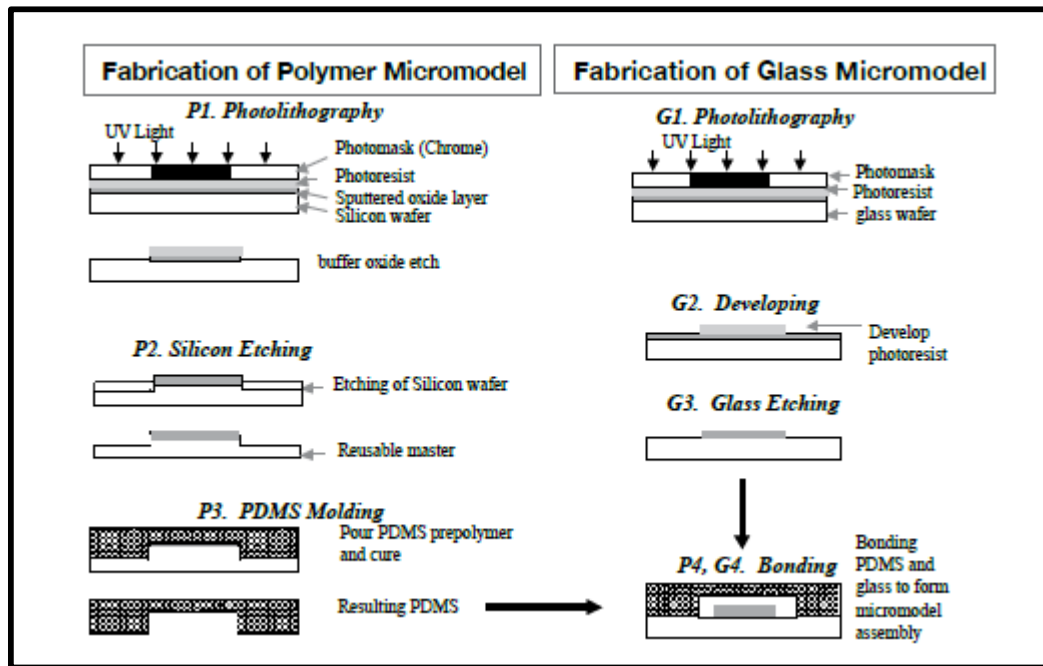 Fabrication of Polymer Micromodel
P1. Photolithography
UV Light
Photomask (Chrome)
Photoresist
Sputtered oxide layer
Silicon wafer
buffer oxide etch
P2. Silicon Etching
Etching of Silicon wafer
Reusable master
P3. PDMS Molding
Pour PDMS prepolymer
and cure
Resulting PDMS
Fabrication of Glass Micromodel
G1. Photolithography
UV Light
Photomask
Photoresist
glass wafer
G2. Developing
Develop
photoresist
G3. Glass Etching
P4, G4. Bonding
Bonding
PDMS and
glass to form
micromodel
assembly